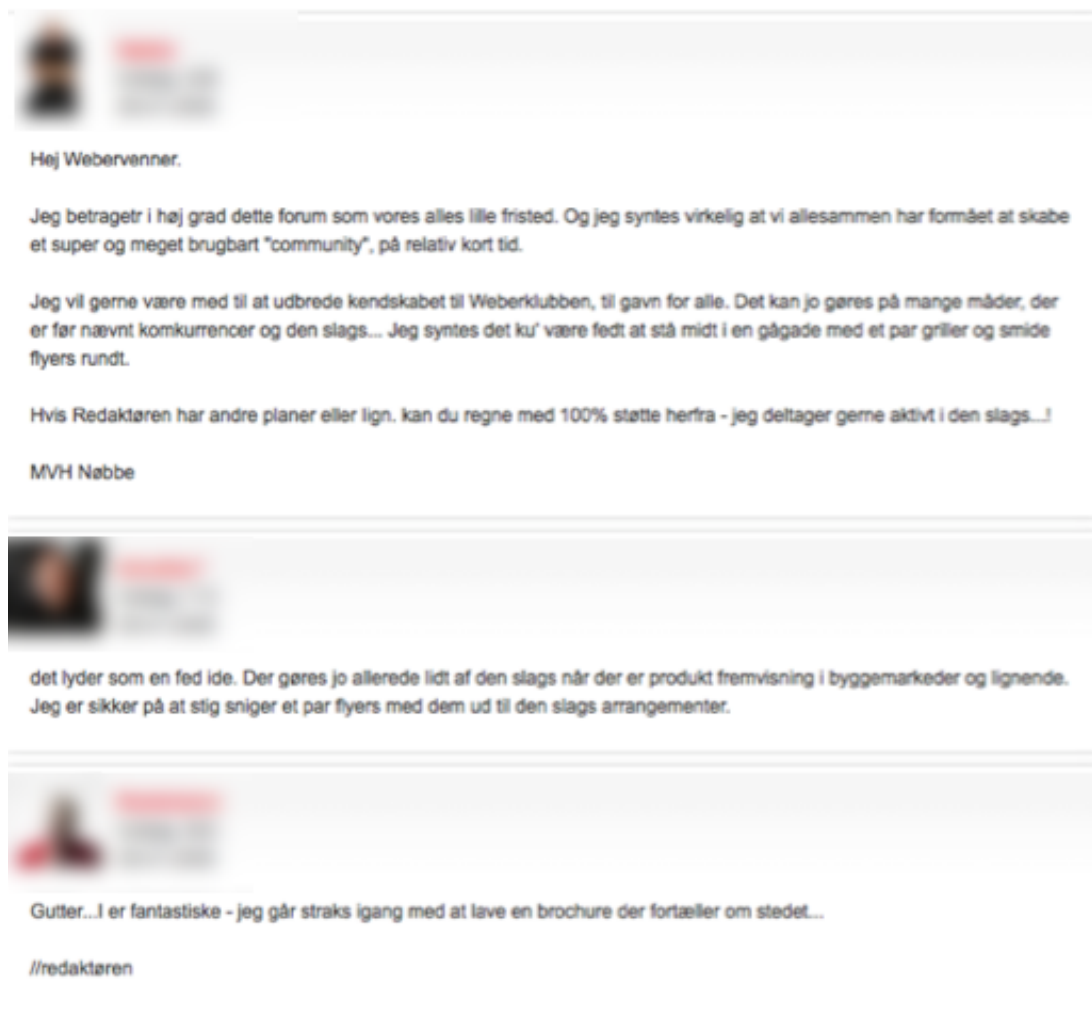 Hej Webervenner.
Jeg betragetr i høj grad dette forum som vores alles lille fristed. Og jeg syntes virkelig at vi allesammen har formået at skabe
et super og meget brugbart "community", på relativ kort tid.
Jeg vil gerne være med til at udbrede kendskabet til Weberklubben, til gavn for alle. Det kan jo gøres på mange måder, der
er før nævnt komkurrencer og den slags... Jeg syntes det ku' være fedt at stå midt i en gågade med et par griller og smide
flyers rundt.
Hvis Redaktøren har andre planer eller lign. kan du regne med 100% støtte herfra - jeg deltager gerne aktivt i den slags...!
MVH Nøbbe
det lyder som en fed ide. Der gøres jo allerede lidt af den slags når der er produkt fremvisning i byggemarkeder og lignende.
Jeg er sikker på at stig sniger et par flyers med dem ud til den slags arrangementer.
Gutter...I er fantastiske - jeg går straks igang med at lave en brochure der fortæller om stedet...
//redaktøren